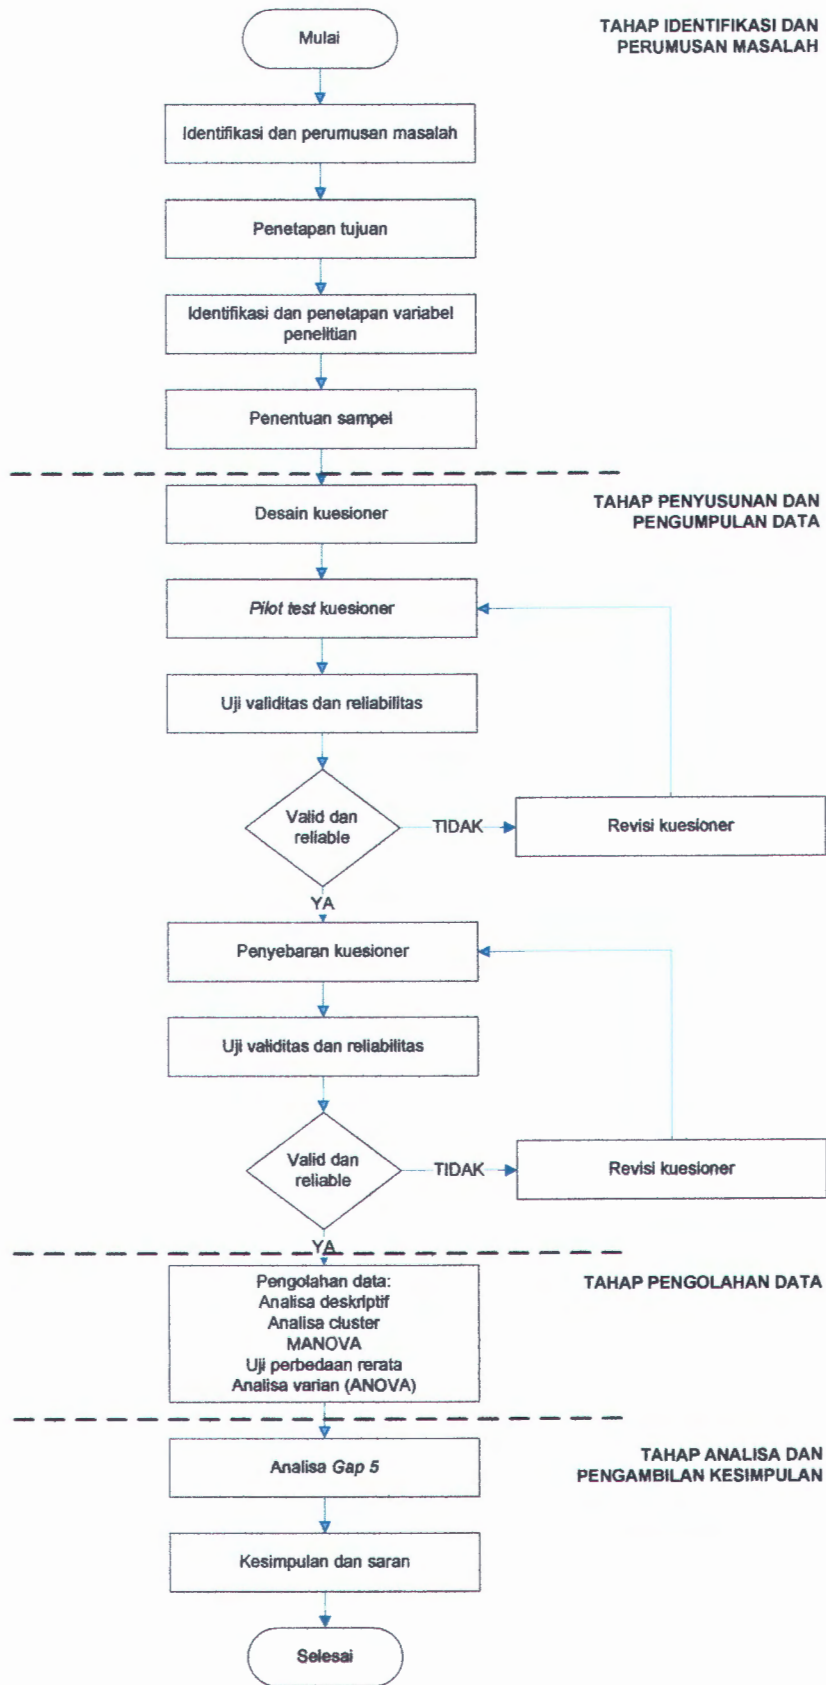 Mulai
TAHAP IDENTIFIKASI DAN
PERUMUSAN MASALAH
Identifikasi dan perumusan masalah
Penetapan tujuan
Identifikasi dan penetapan variabel
penelitian
Penentuan sampel
Desain kuesioner
TAHAP PENYUSUNAN DAN
PENGUMPULAN DATA
Pilot test kuesioner
Uji validitas dan reliabilitas
Valid dan
reliable
TIDAK
Revisi kuesioner
YA
Penyebaran kuesioner
Uji validitas dan reliabilitas
Valid dan
reliable
TIDAK
Revisi kuesioner
YA
Pengolahan data:
Analisa deskriptif
Analisa cluster
MANOVA
Uji perbedaan rerata
Analisa varian (ANOVA)
TAHAP PENGOLAHAN DATA
Analisa Gap 5
TAHAP ANALISA DAN
PENGAMBILAN KESIMPULAN
Kesimpulan dan saran
Selesai